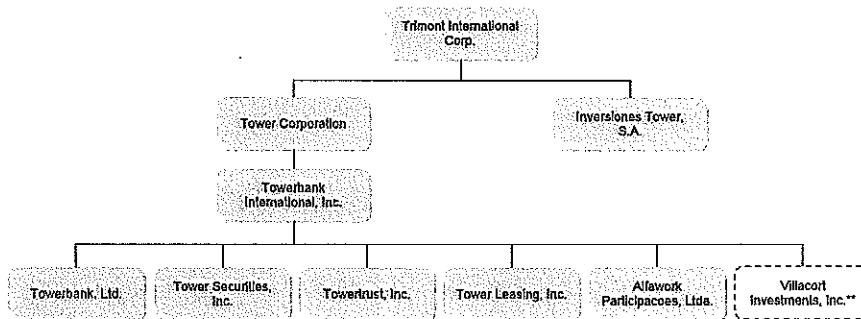 Trimont International
Corp.
Tower Corporation
Inversiones Tower,
S.A.
Towerbank
International, Inc.
Towerbank, Ltd.
Tower Securities,
Inc.
Towertrust, Inc.
Tower Leasing, Inc.
Alfawork
Participacoes, Ltda.
Villacort
Investments, Inc.**